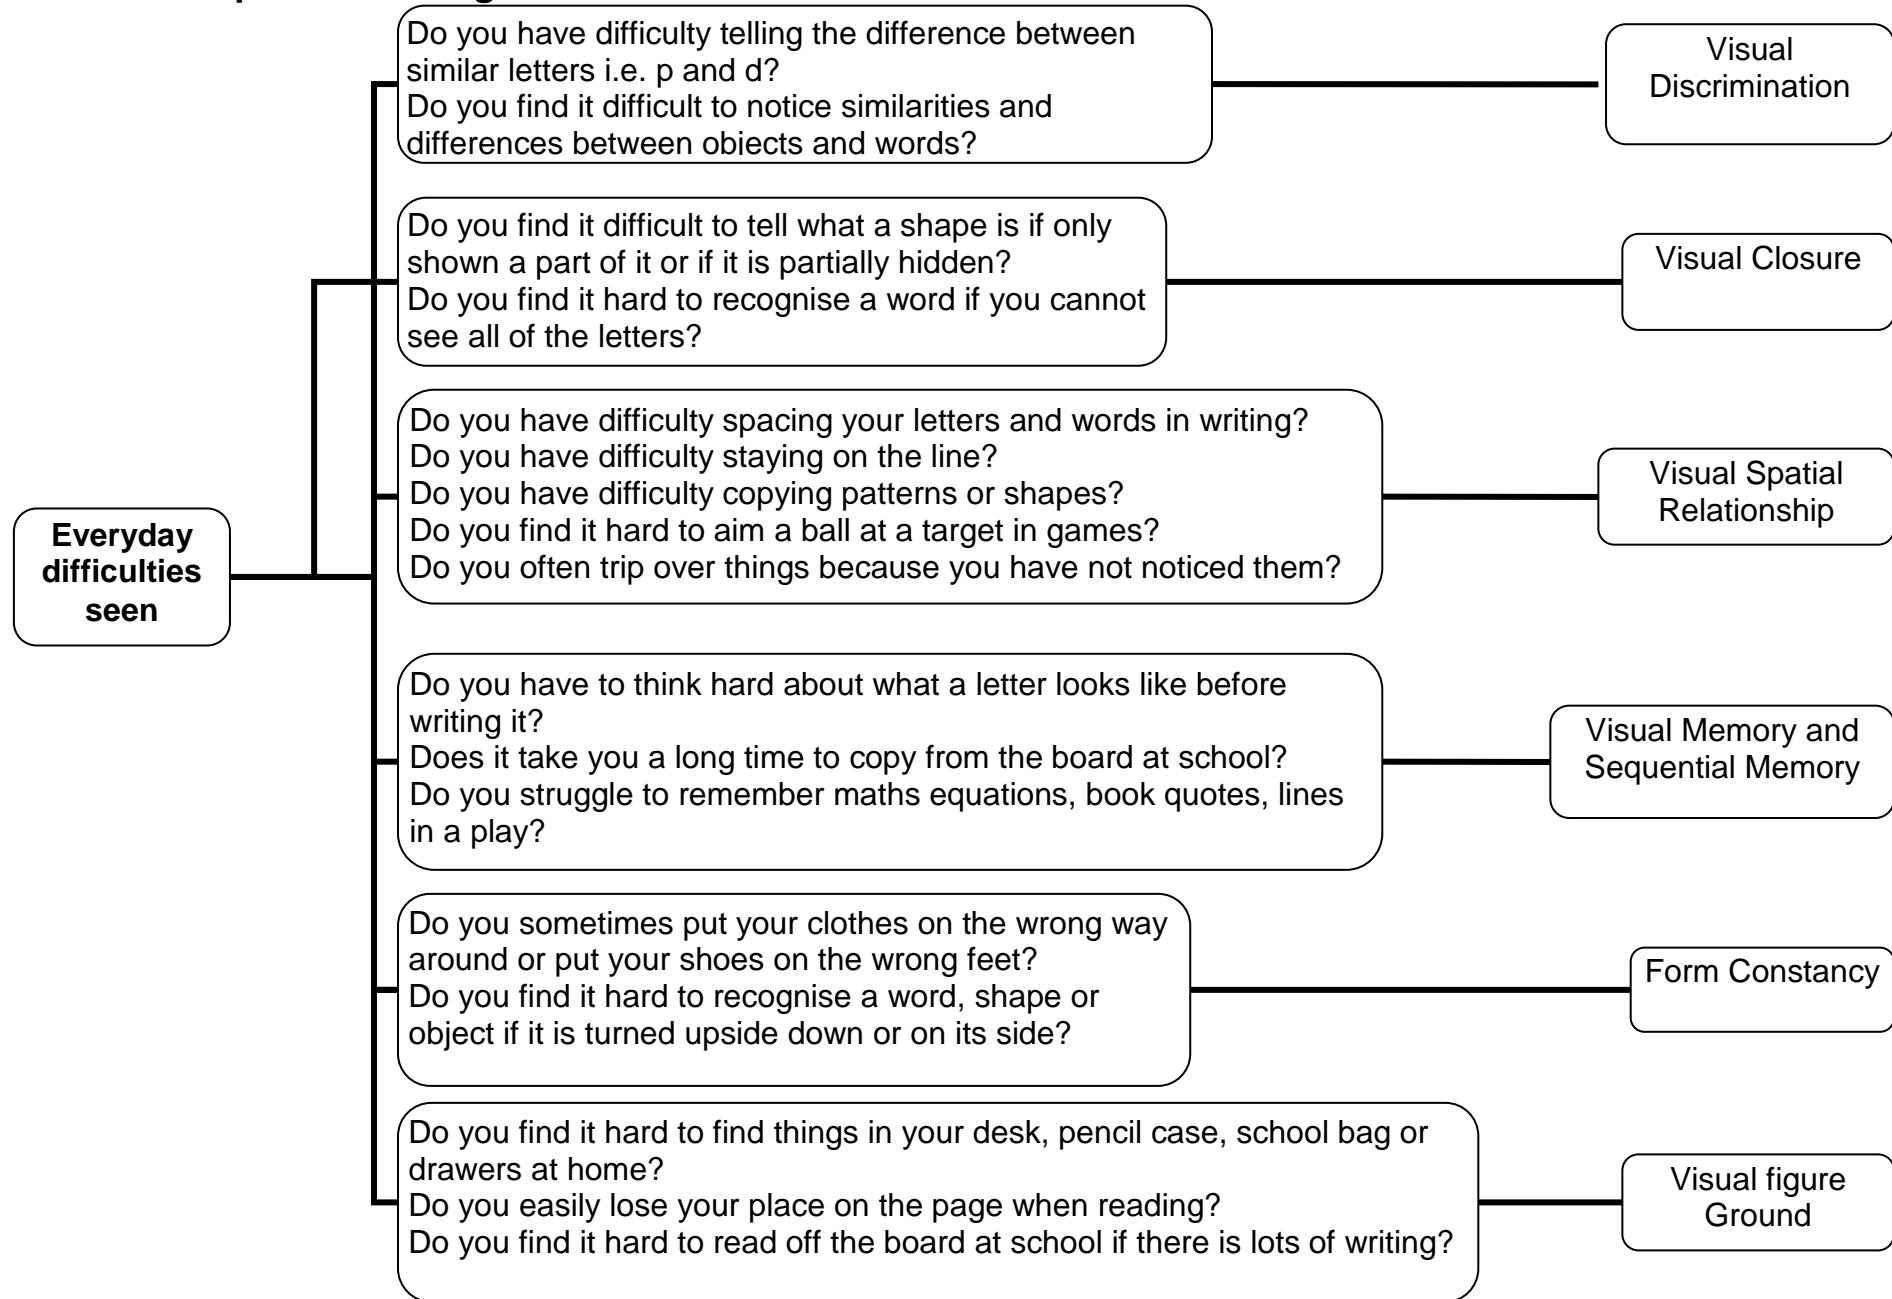 Do you have difficulty telling the difference between
similar letters i.e. p and d?
Do you find it difficult to notice similarities and
differences between objects and words?
Visual
Discrimination
Do you find it difficult to tell what a shape is if only
shown a part of it or if it is partially hidden?
Do you find it hard to recognise a word if you cannot
see all of the letters?
Visual Closure
Do you have difficulty spacing your letters and words in writing?
Do you have difficulty staying on the line?
Do you have difficulty copying patterns or shapes?
Do you find it hard to aim a ball at a target in games?
Do you often trip over things because you have not noticed them?
Visual Spatial
Relationship
Everyday
difficulties
seen
Do you have to think hard about what a letter looks like before
writing it?
Does it take you a long time to copy from the board at school?
Do you struggle to remember maths equations, book quotes, lines
in a play?
Visual Memory and
Sequential Memory
Do you sometimes put your clothes on the wrong way
around or put your shoes on the wrong feet?
Do you find it hard to recognise a word, shape or
object if it is turned upside down or on its side?
Form Constancy
Do you find it hard to find things in your desk, pencil case, school bag or
drawers at home?
Do you easily lose your place on the page when reading?
Do you find it hard to read off the board at school if there is lots of writing?
Visual figure
Ground